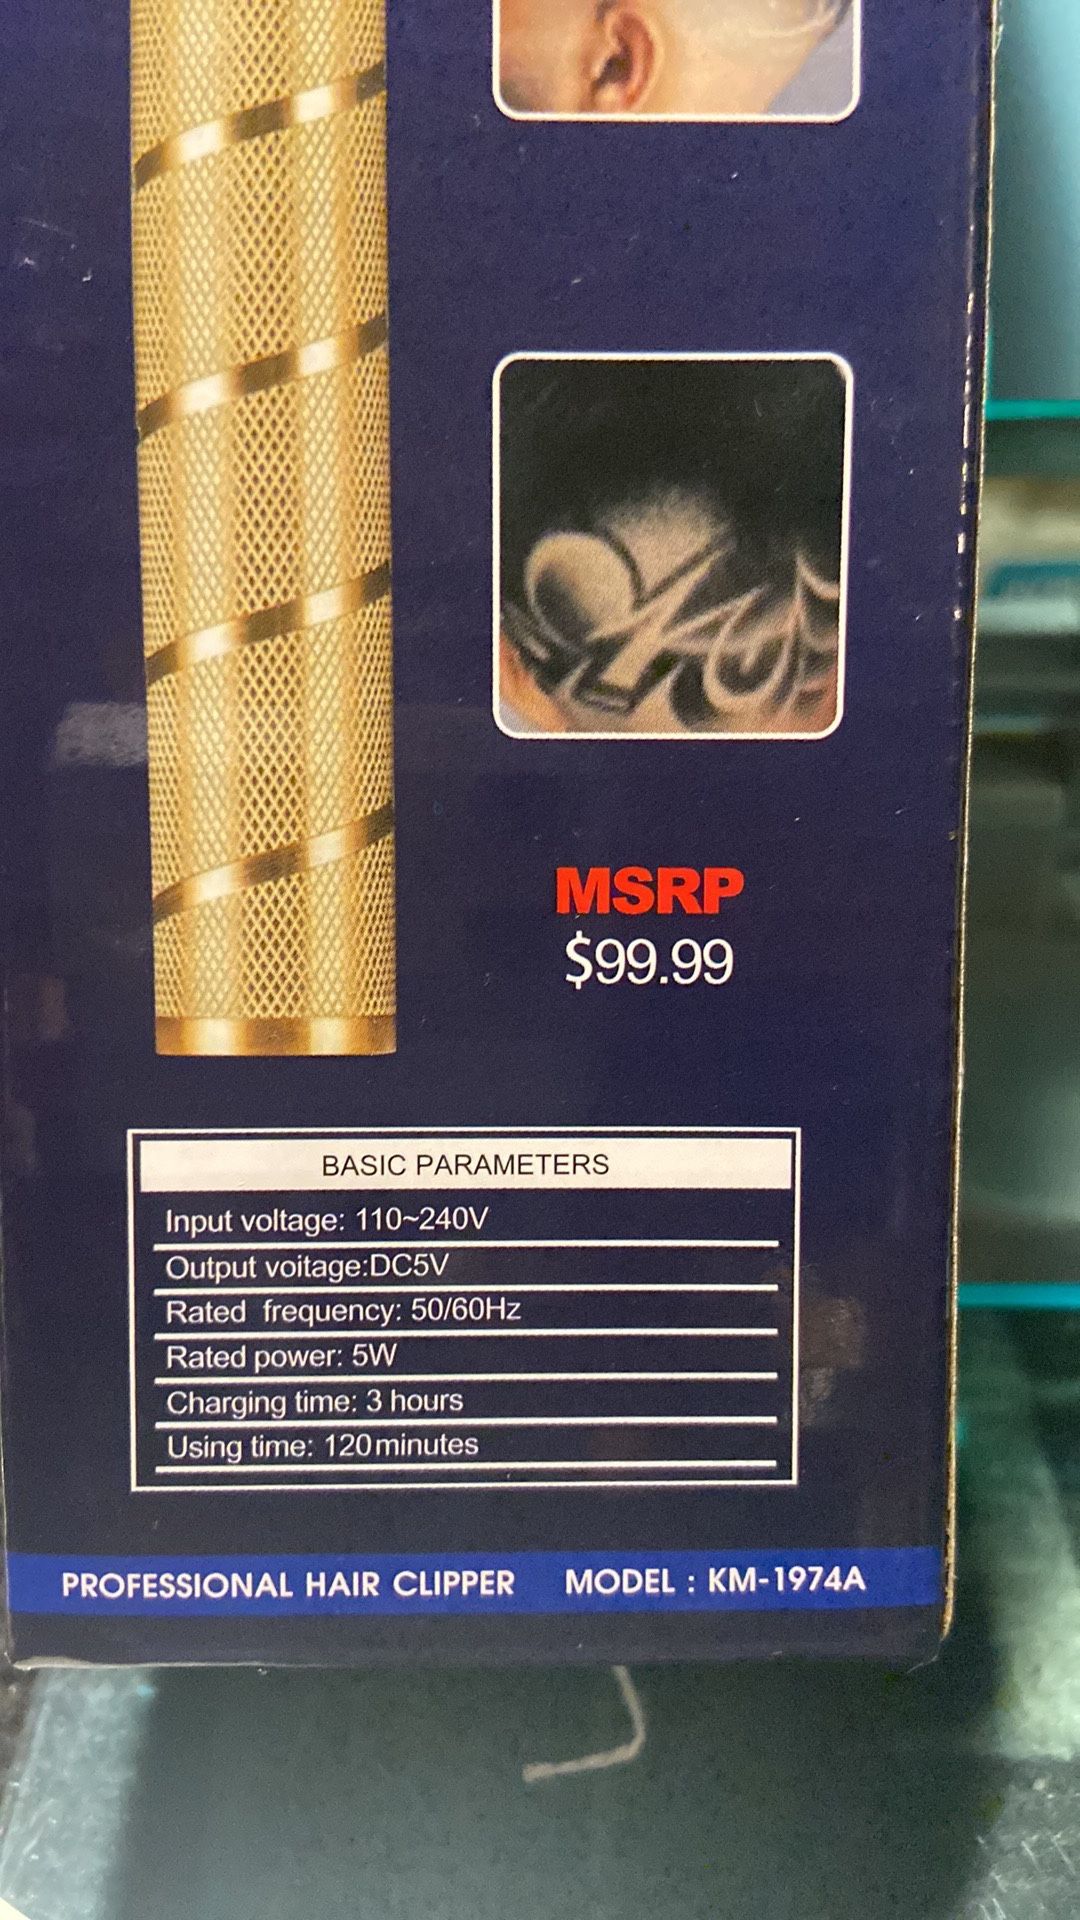 MSRP
$99.99
BASIC PARAMETERS
Input voltage: 110~240V
Output voitage:DC5V
Rated frequency: 50/60Hz
Rated power: 5W
Charging time: 3 hours
Using time: 120minutes
PROFESSIONAL HAIR CLIPPER MODEL : KM-1974A